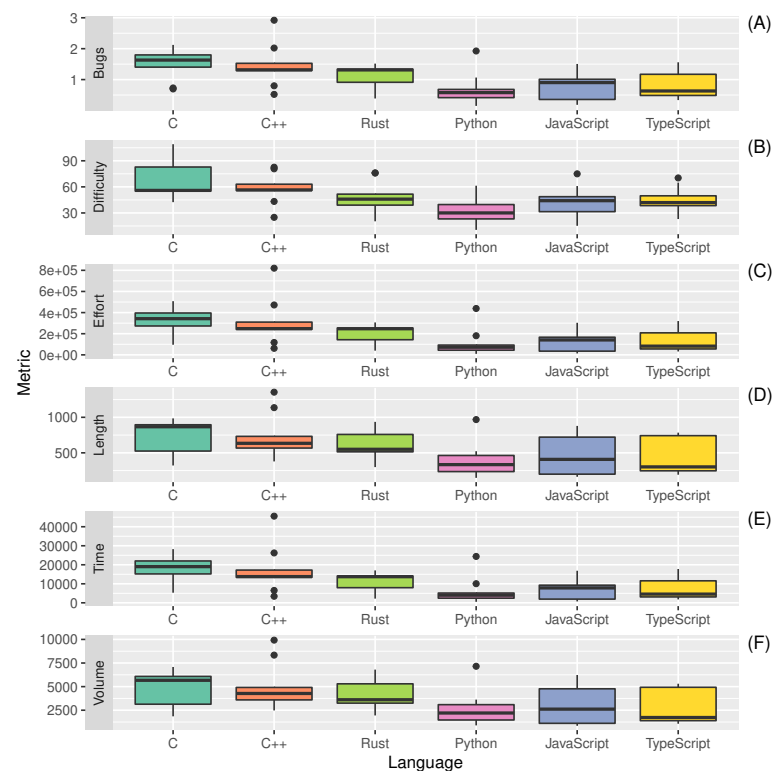 (A)
Bugs
3
2
1
C C++ Rust Python JavaScript TypeScript
(B)
Difficulty
90
60
30
C C++ Rust Python JavaScript TypeScript
(C)
Effort
8e+05
6e+05
4e+05
2e+05
0e+00
C C++ Rust Python JavaScript TypeScript
Metric
(D)
Length
1000
500
C C++ Rust Python JavaScript TypeScript
(E)
Time
40000
30000
20000
10000
0
C C++ Rust Python JavaScript TypeScript
(F)
Volume
10000
7500
5000
2500
C C++ Rust Python JavaScript TypeScript
Language